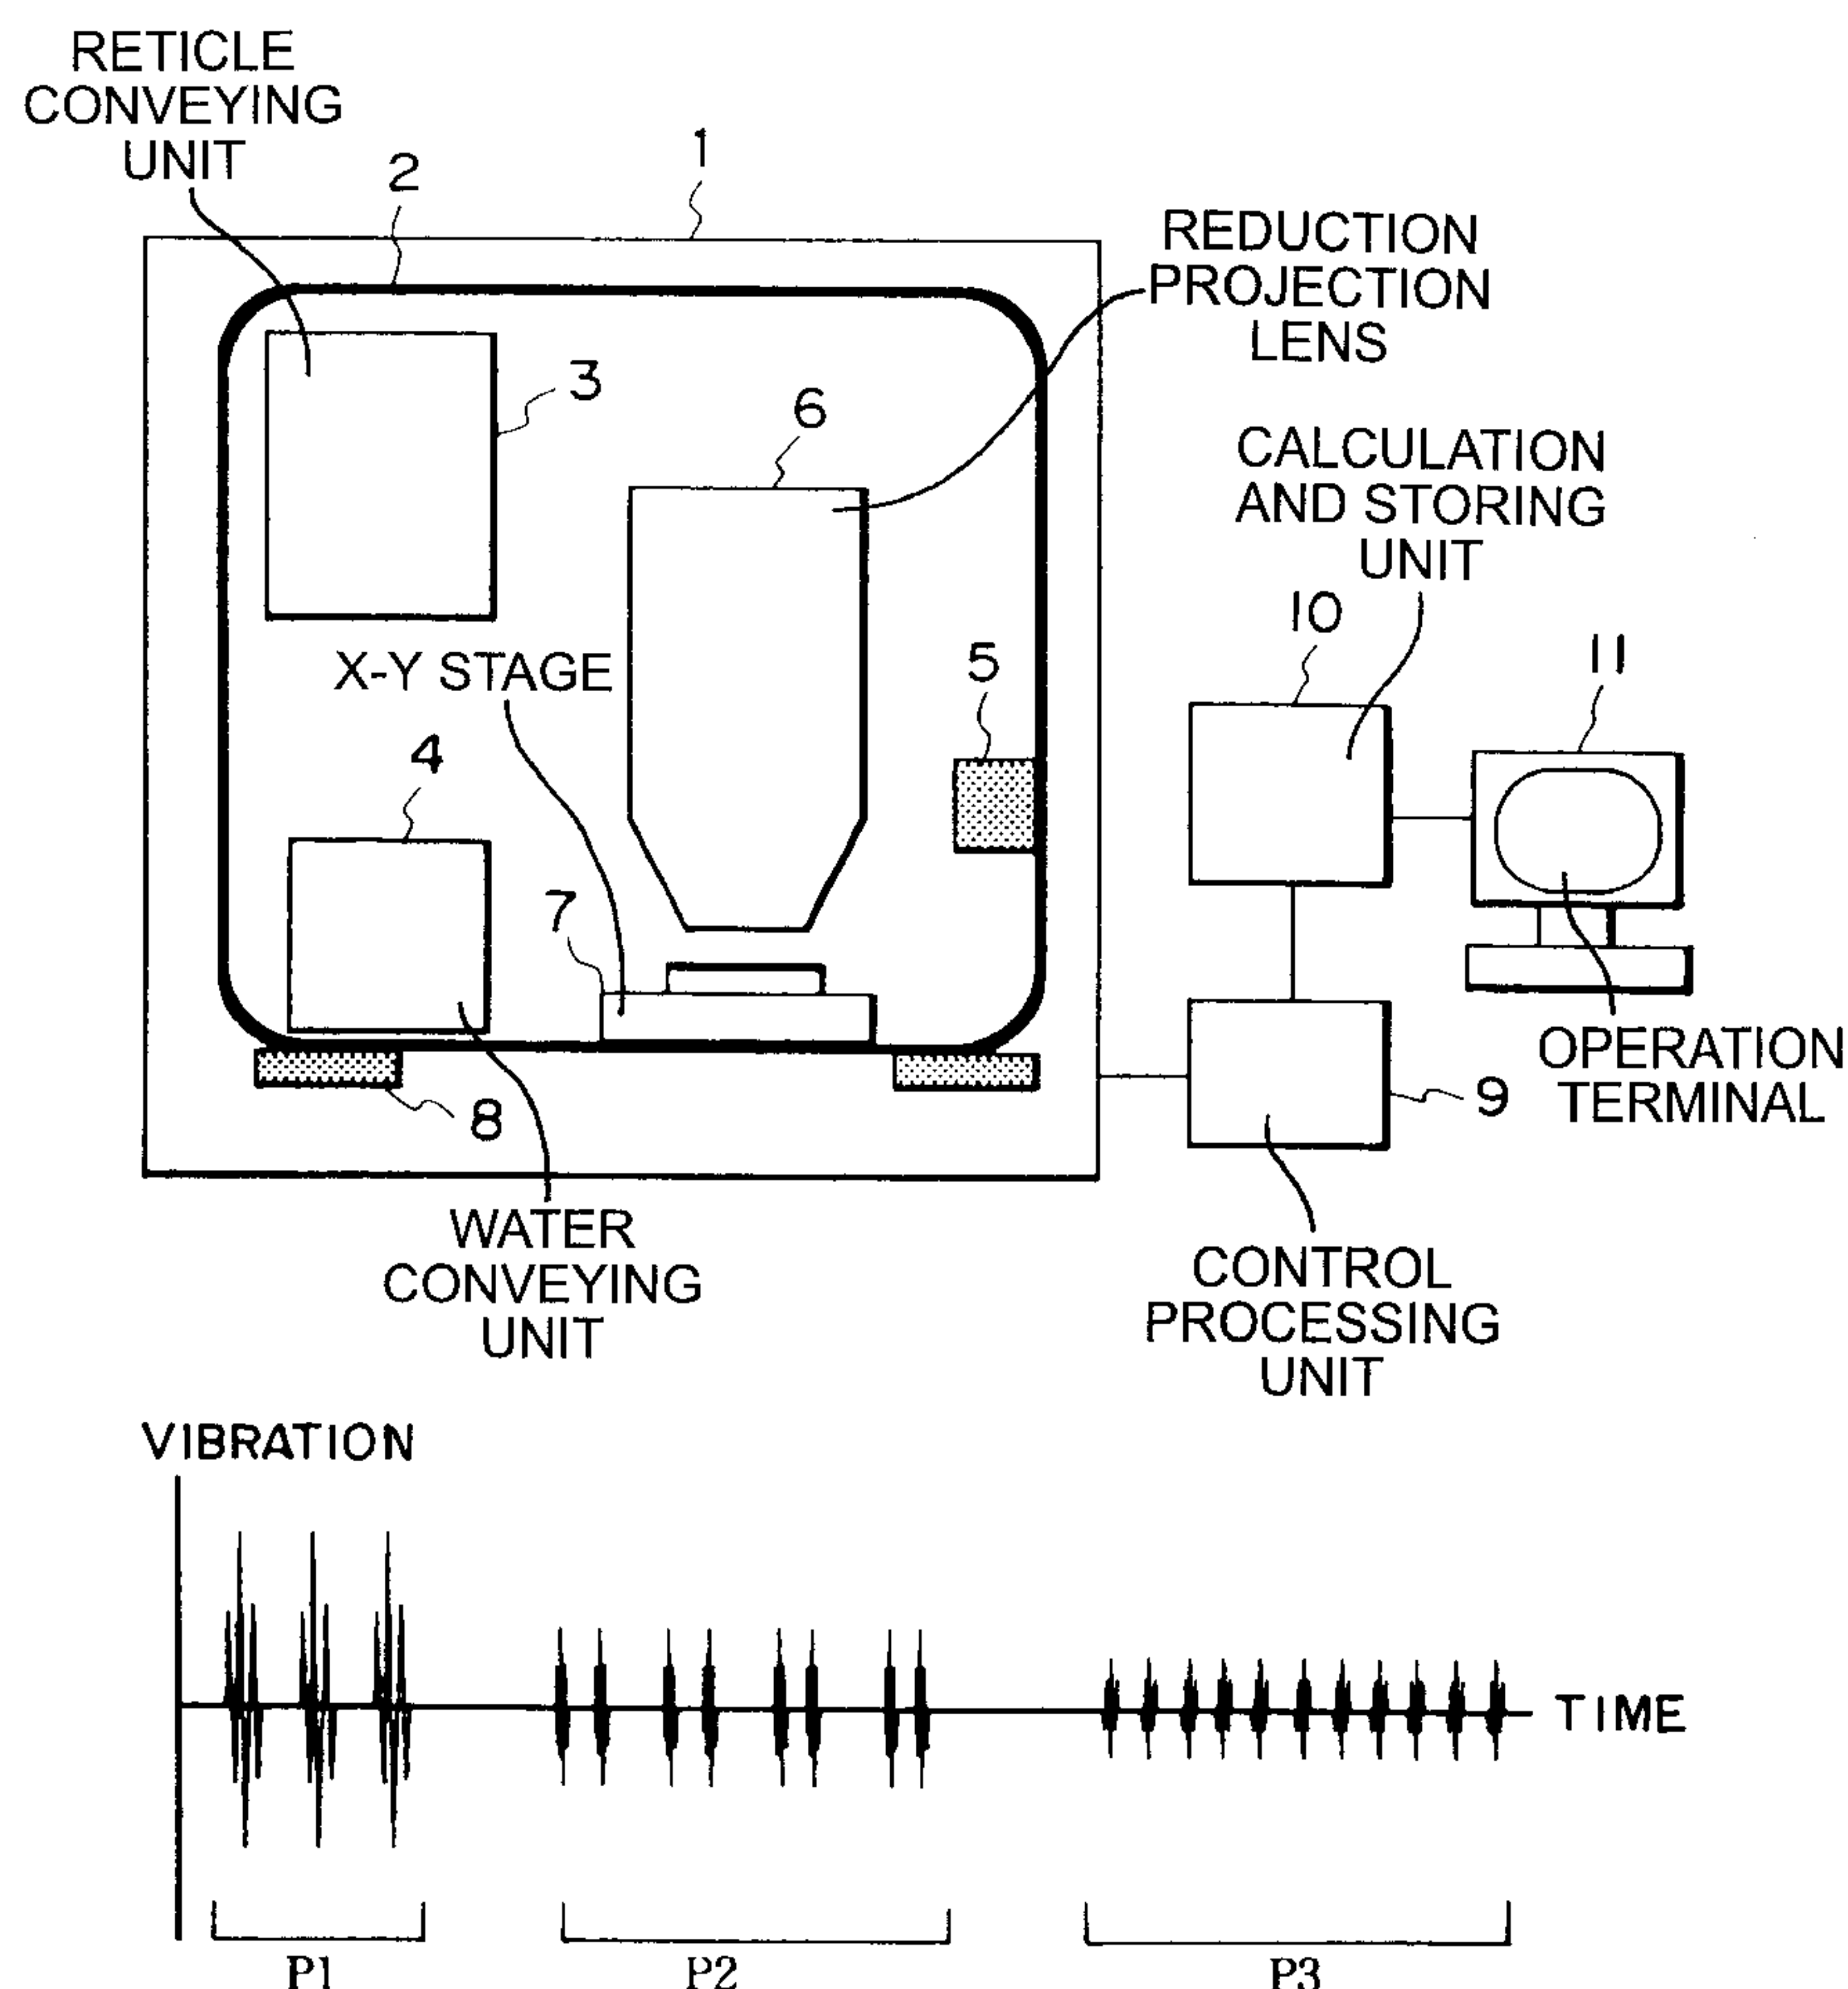 RETICLE
CONVEYING
UNIT
2
1
REDUCTION
PROJECTION
LENS
3
6
CALCULATION
AND STORING
UNIT
10
X-Y STAGE
5
11
4
7
OPERATION
TERMINAL
8
9
WATER
CONVEYING
UNIT
CONTROL
PROCESSING
UNIT
VIBRATION
TIME
P1
P2
P3